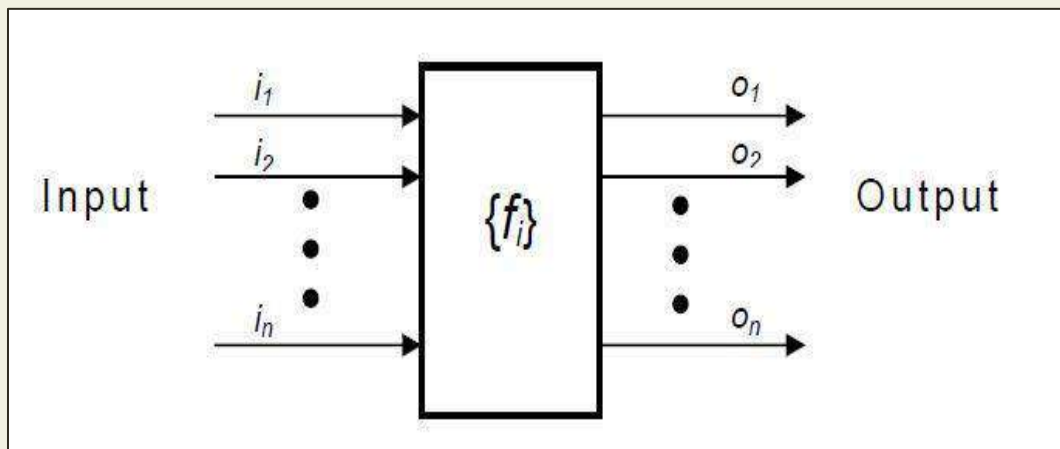 i₁
o₁
i₂
o₂
Input
{fᵢ}
Output
iₙ
oₙ